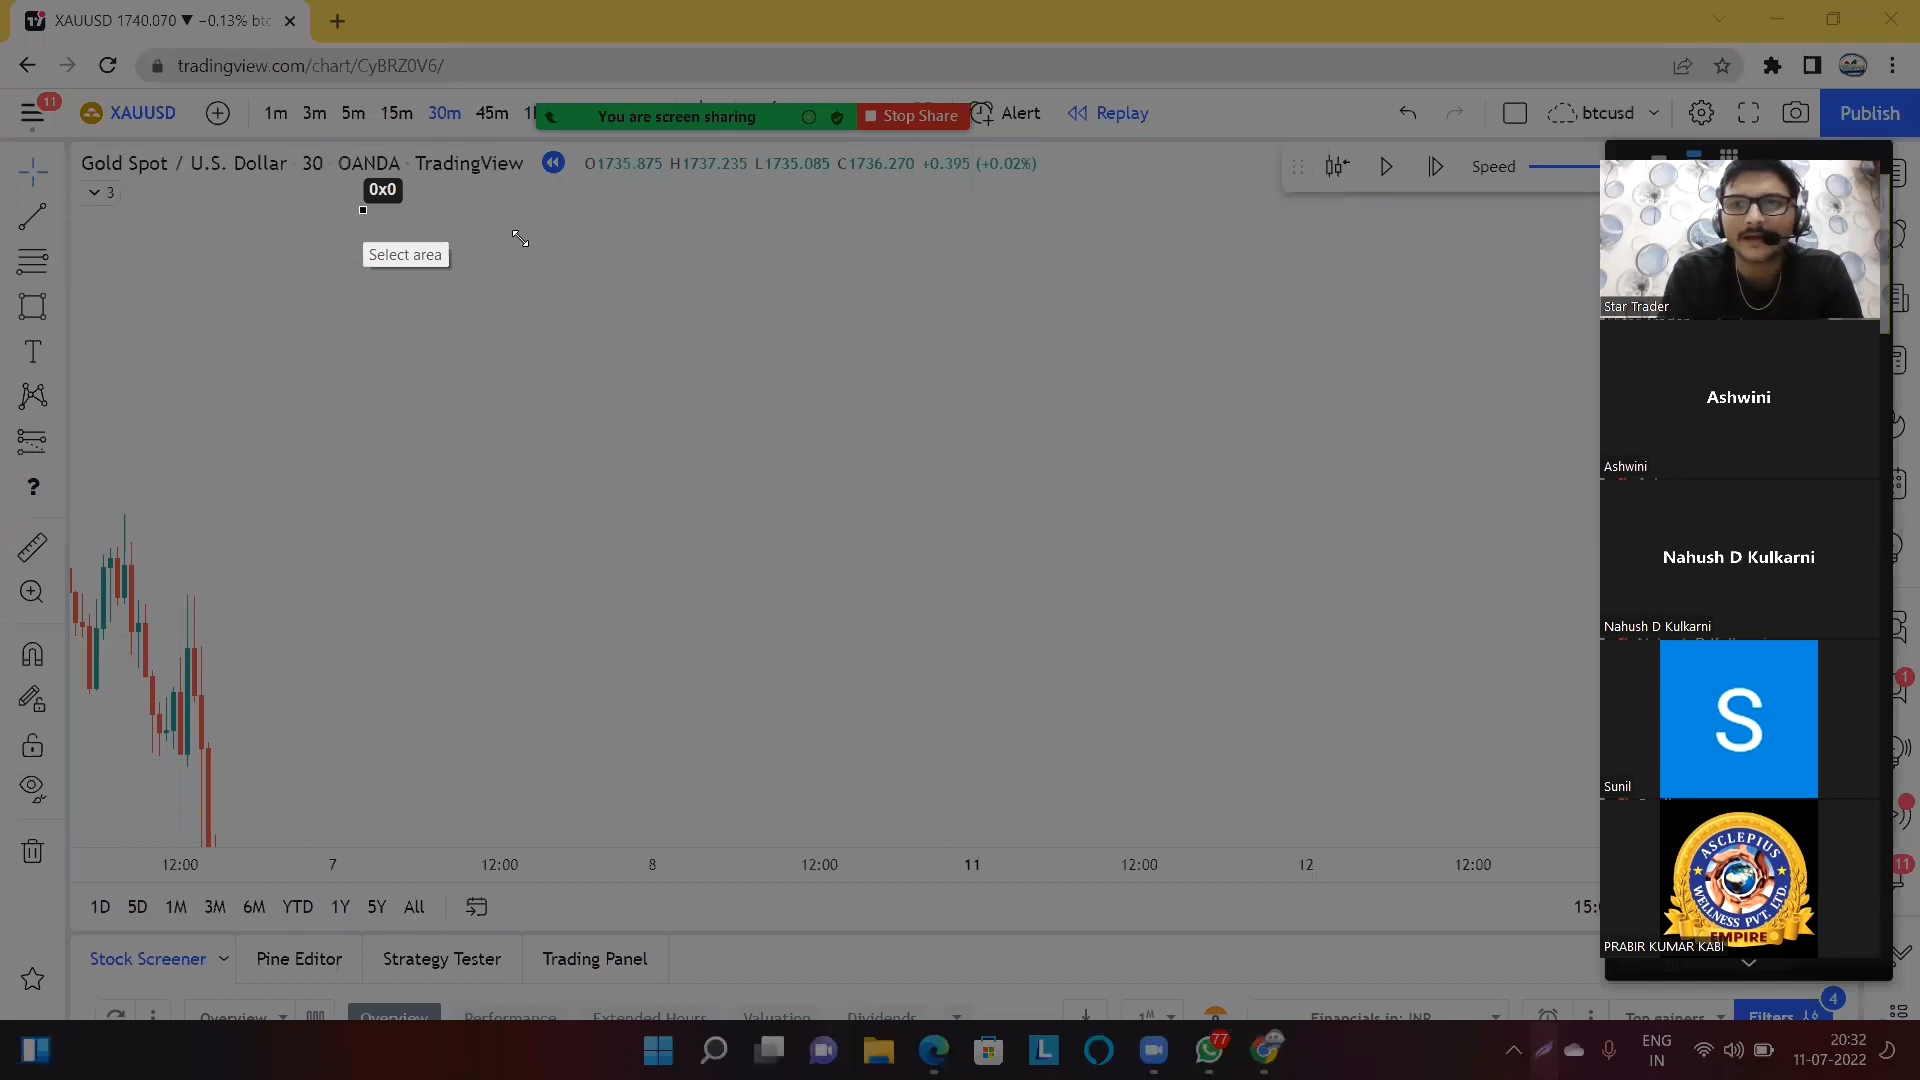 XAUUSD 1740.070 ▼ −0.13% btc
tradingview.com/chart/CyBRZ0V6/
11
XAUUSD
1m 3m 5m 15m 30m 45m
You are screen sharing
Stop Share
Alert
Replay
btcusd
Publish
Gold Spot / U.S. Dollar · 30 · OANDA · TradingView
O1735.875 H1737.235 L1735.085 C1736.270 +0.395 (+0.02%)
Speed
3
0x0
Select area
Star Trader
Ashwini
Ashwini
Nahush D Kulkarni
Nahush D Kulkarni
S
Sunil
1
ASCLEPIUS
WELLNESS PVT. LTD.
EMPIRE
PRABIR KUMAR KABI
11
12:00 7 12:00 8 12:00 11 12:00 12 12:00
1D 5D 1M 3M 6M YTD 1Y 5Y All
Stock Screener
Pine Editor
Strategy Tester
Trading Panel
4
Overview
Overview
Performance
Extended Hours
Valuation
Dividends
1M
Financials in: INR
Top gainers
Filters
77
ENG
IN
20:32
11-07-2022